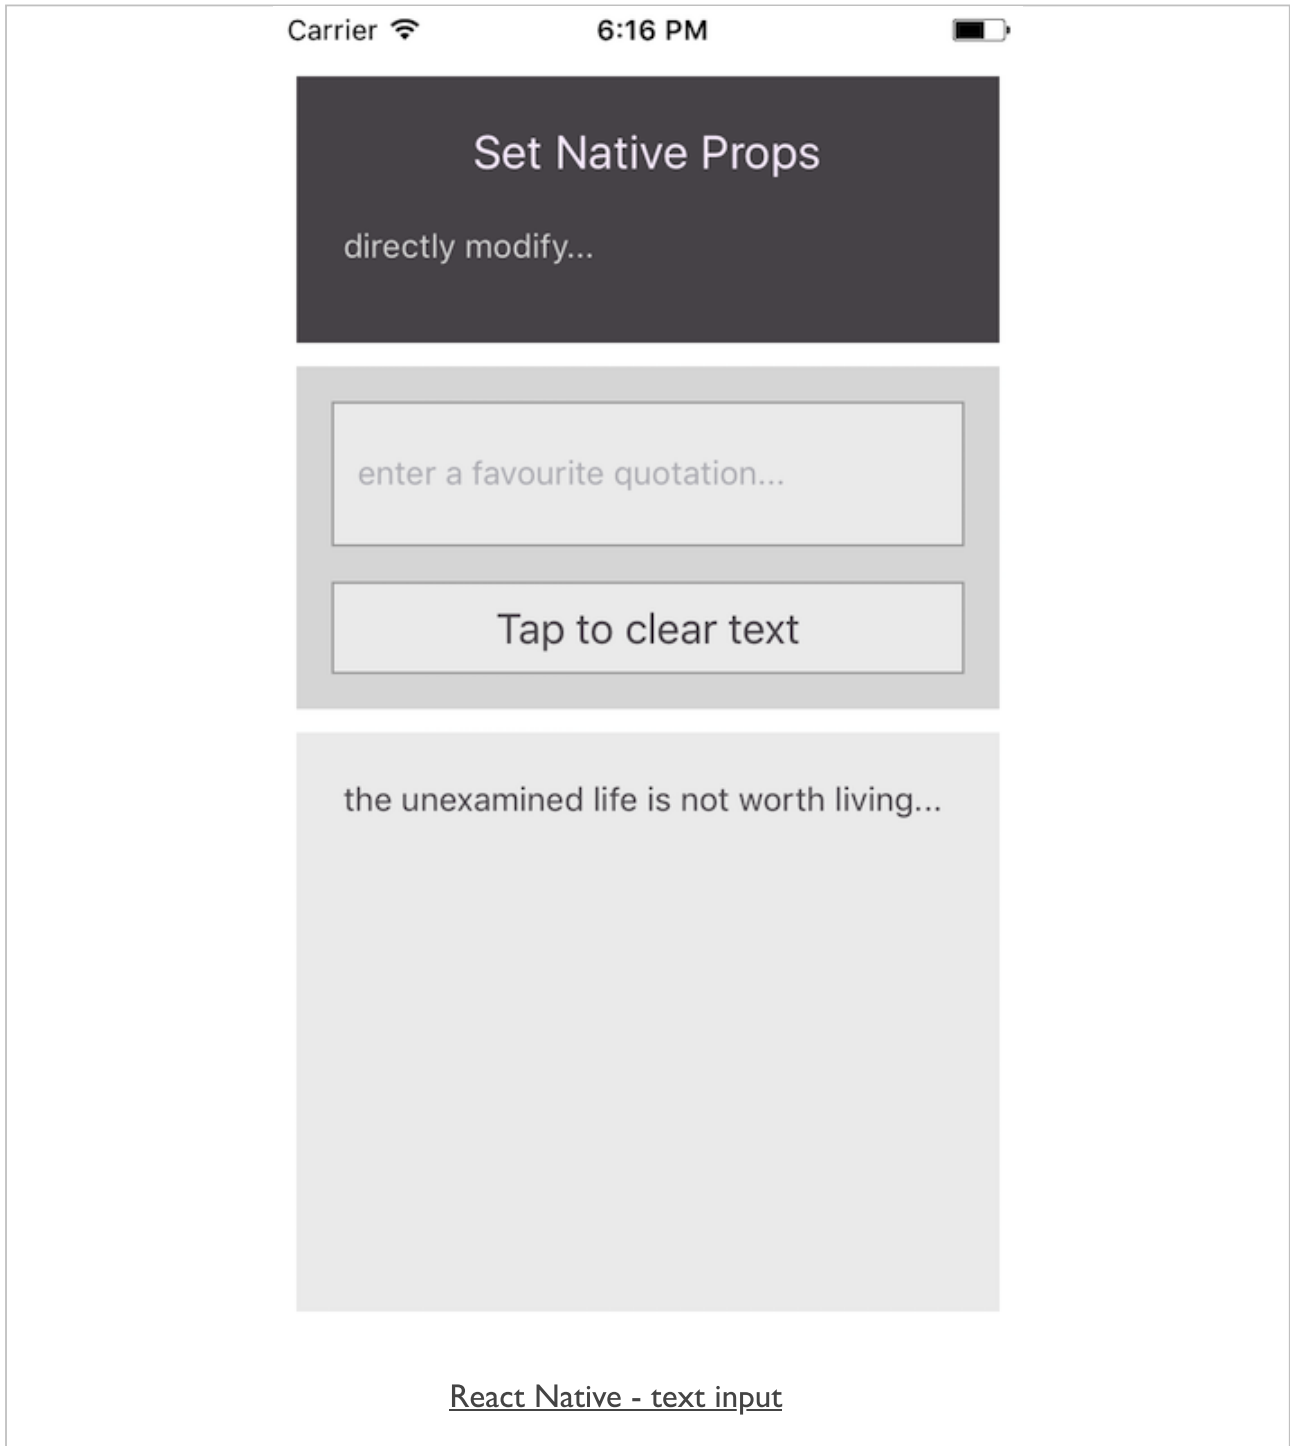 Carrier 6:16 PM
Set Native Props
directly modify...
enter a favourite quotation...
Tap to clear text
the unexamined life is not worth living...
React Native - text input